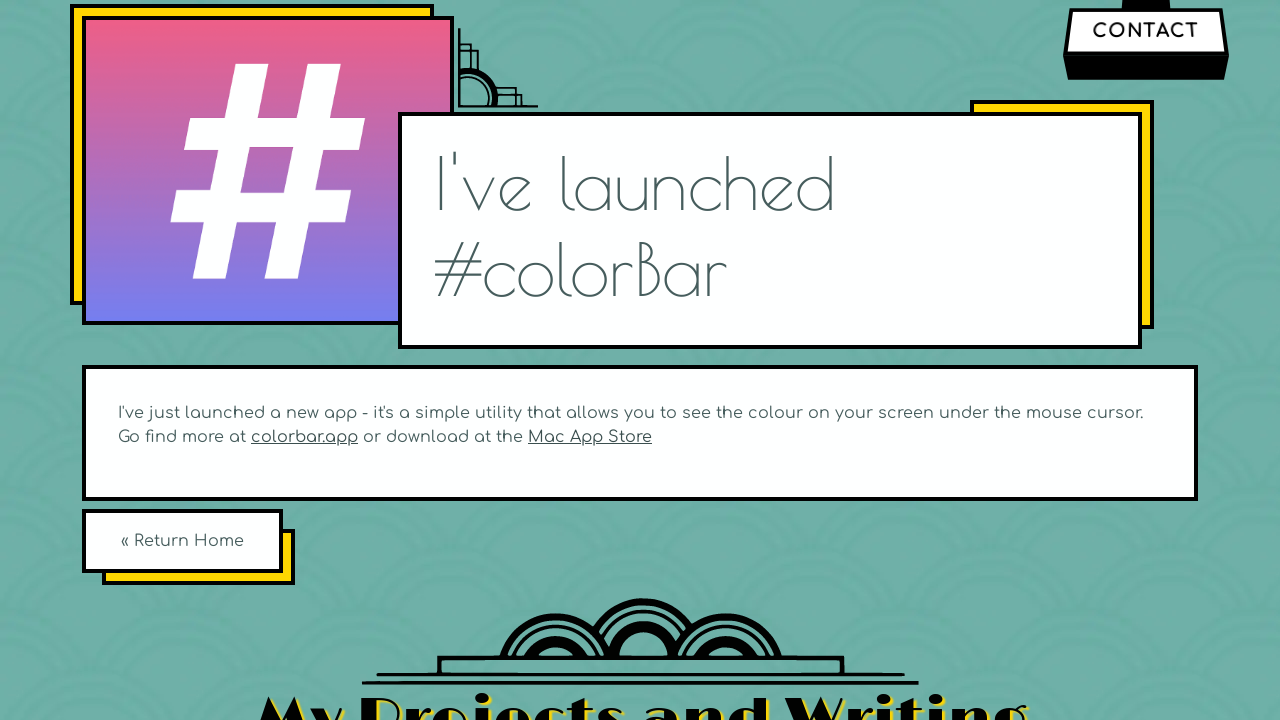 CONTACT
#
I've launched
#colorBar
I've just launched a new app - it's a simple utility that allows you to see the colour on your screen under the mouse cursor.
Go find more at colorbar.app or download at the Mac App Store
« Return Home
My Projects and Writing